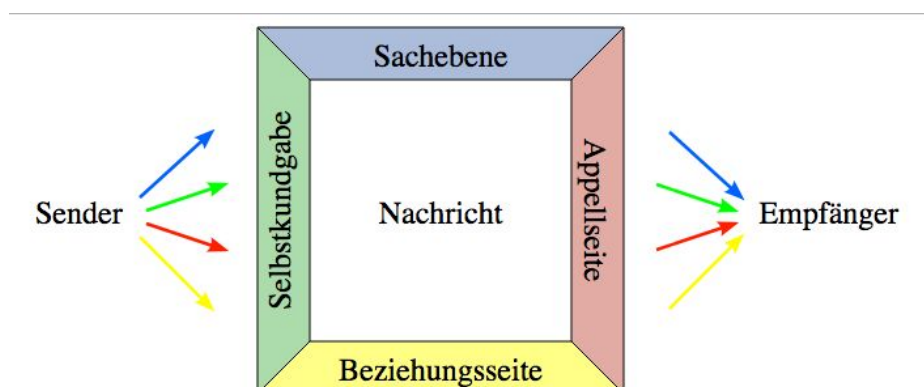 Sachebene
Selbstkundgabe
Appellseite
Sender
Nachricht
Empfänger
Beziehungsseite